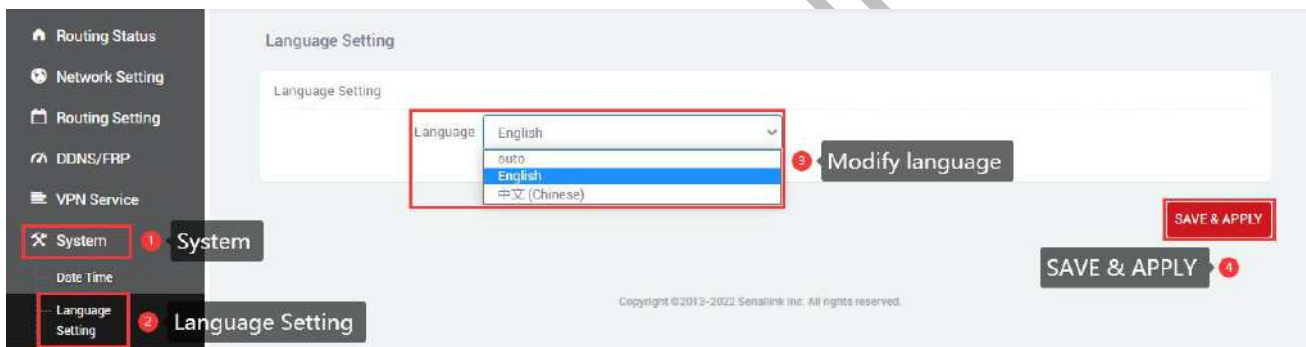 Routing Status
Network Setting
Routing Setting
DDNS/FRP
VPN Service
System
1 System
Date Time
Language
Setting
2 Language Setting
Language Setting
Language Setting
Language English
auto
English
中文 (Chinese)
3 Modify language
SAVE & APPLY
SAVE & APPLY 4
Copyright ©2013-2022 Seriallink Inc. All rights reserved.